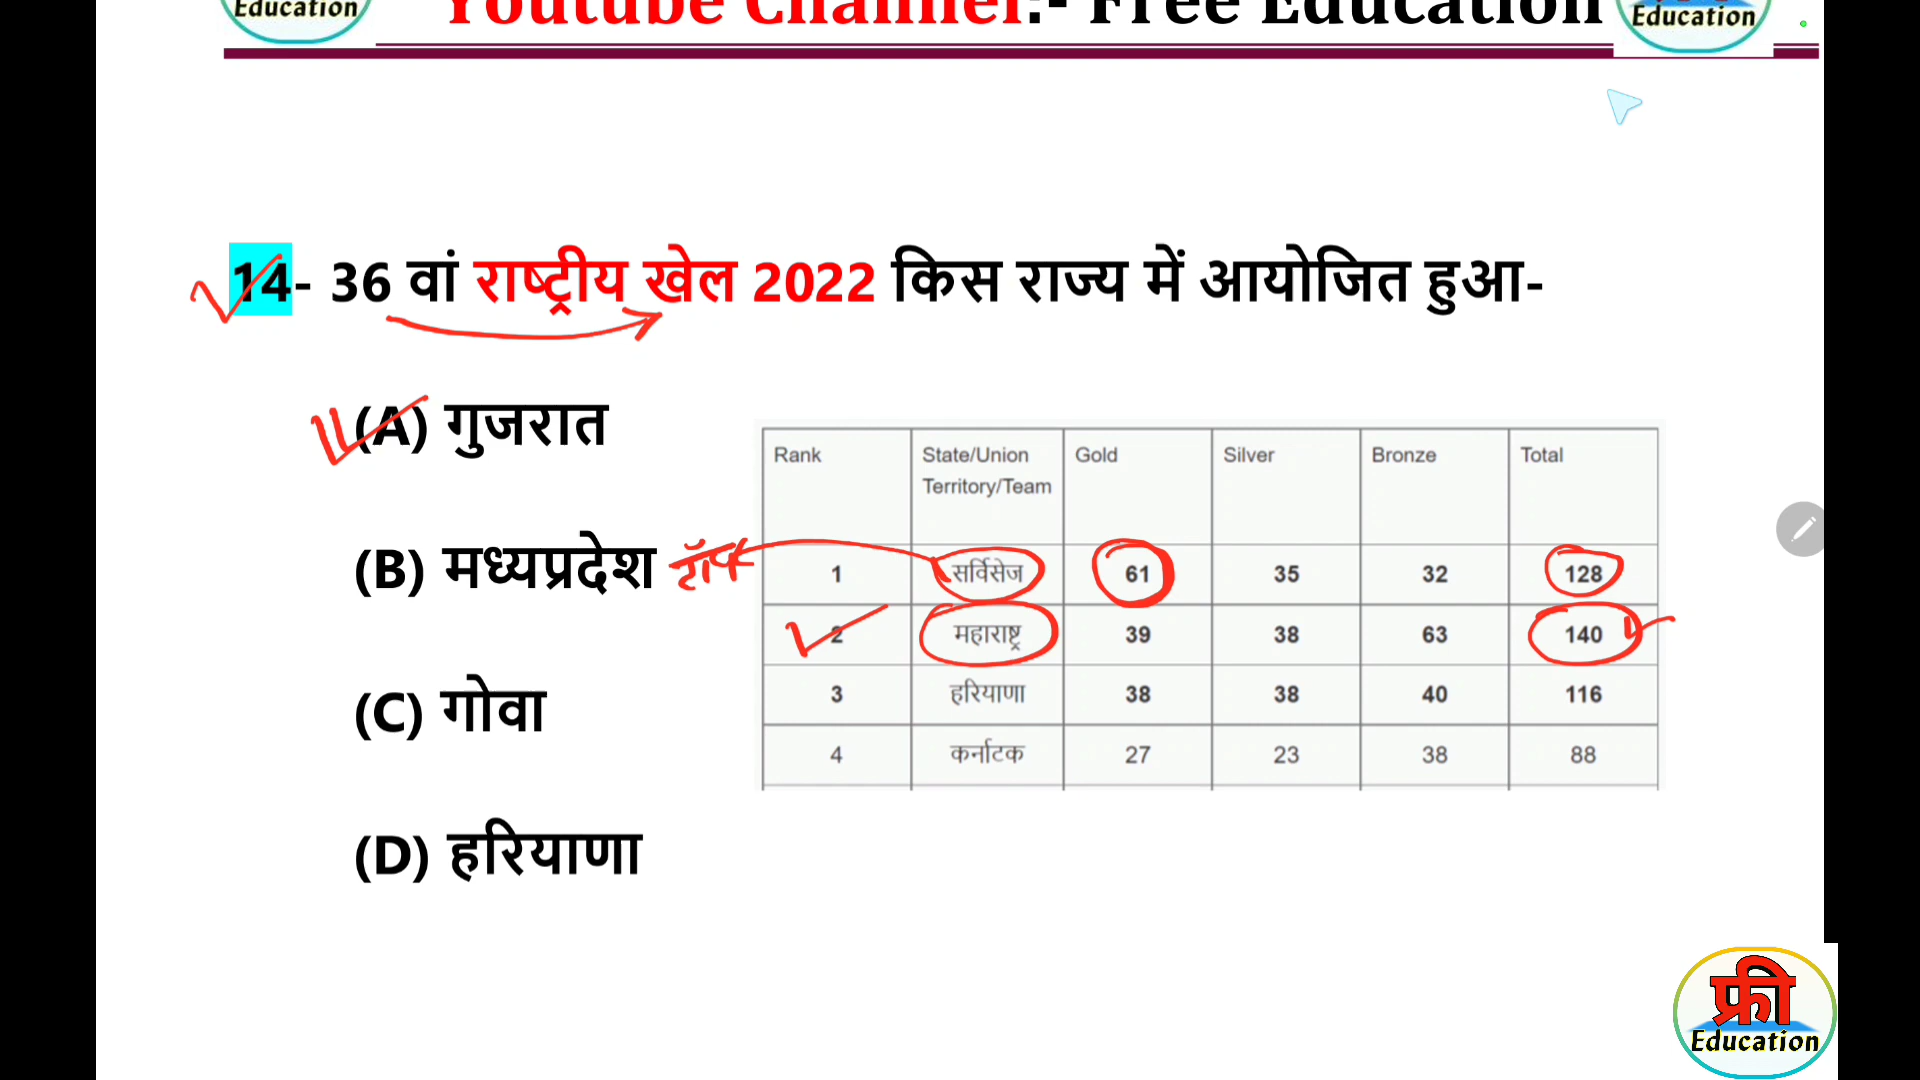 Education
Youtube Channel:- Free Education
Education
14- 36 वां राष्ट्रीय खेल 2022 किस राज्य में आयोजित हुआ-
(A) गुजरात
(B) मध्यप्रदेश
(C) गोवा
(D) हरियाणा
Rank State/Union Territory/Team Gold Silver Bronze Total
1 सर्विसेज 61 35 32 128
2 महाराष्ट्र 39 38 63 140
3 हरियाणा 38 38 40 116
4 कर्नाटक 27 23 38 88
फ्री
Education